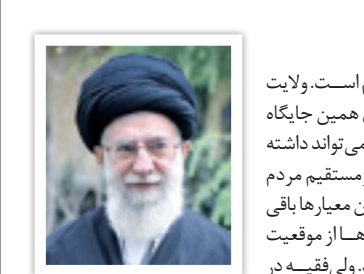 است. ولایت
همین جایگاه
می‌تواند داشته
مستقیم مردم
معیارها باقی
از موقعیت
ولی‌فقیه در